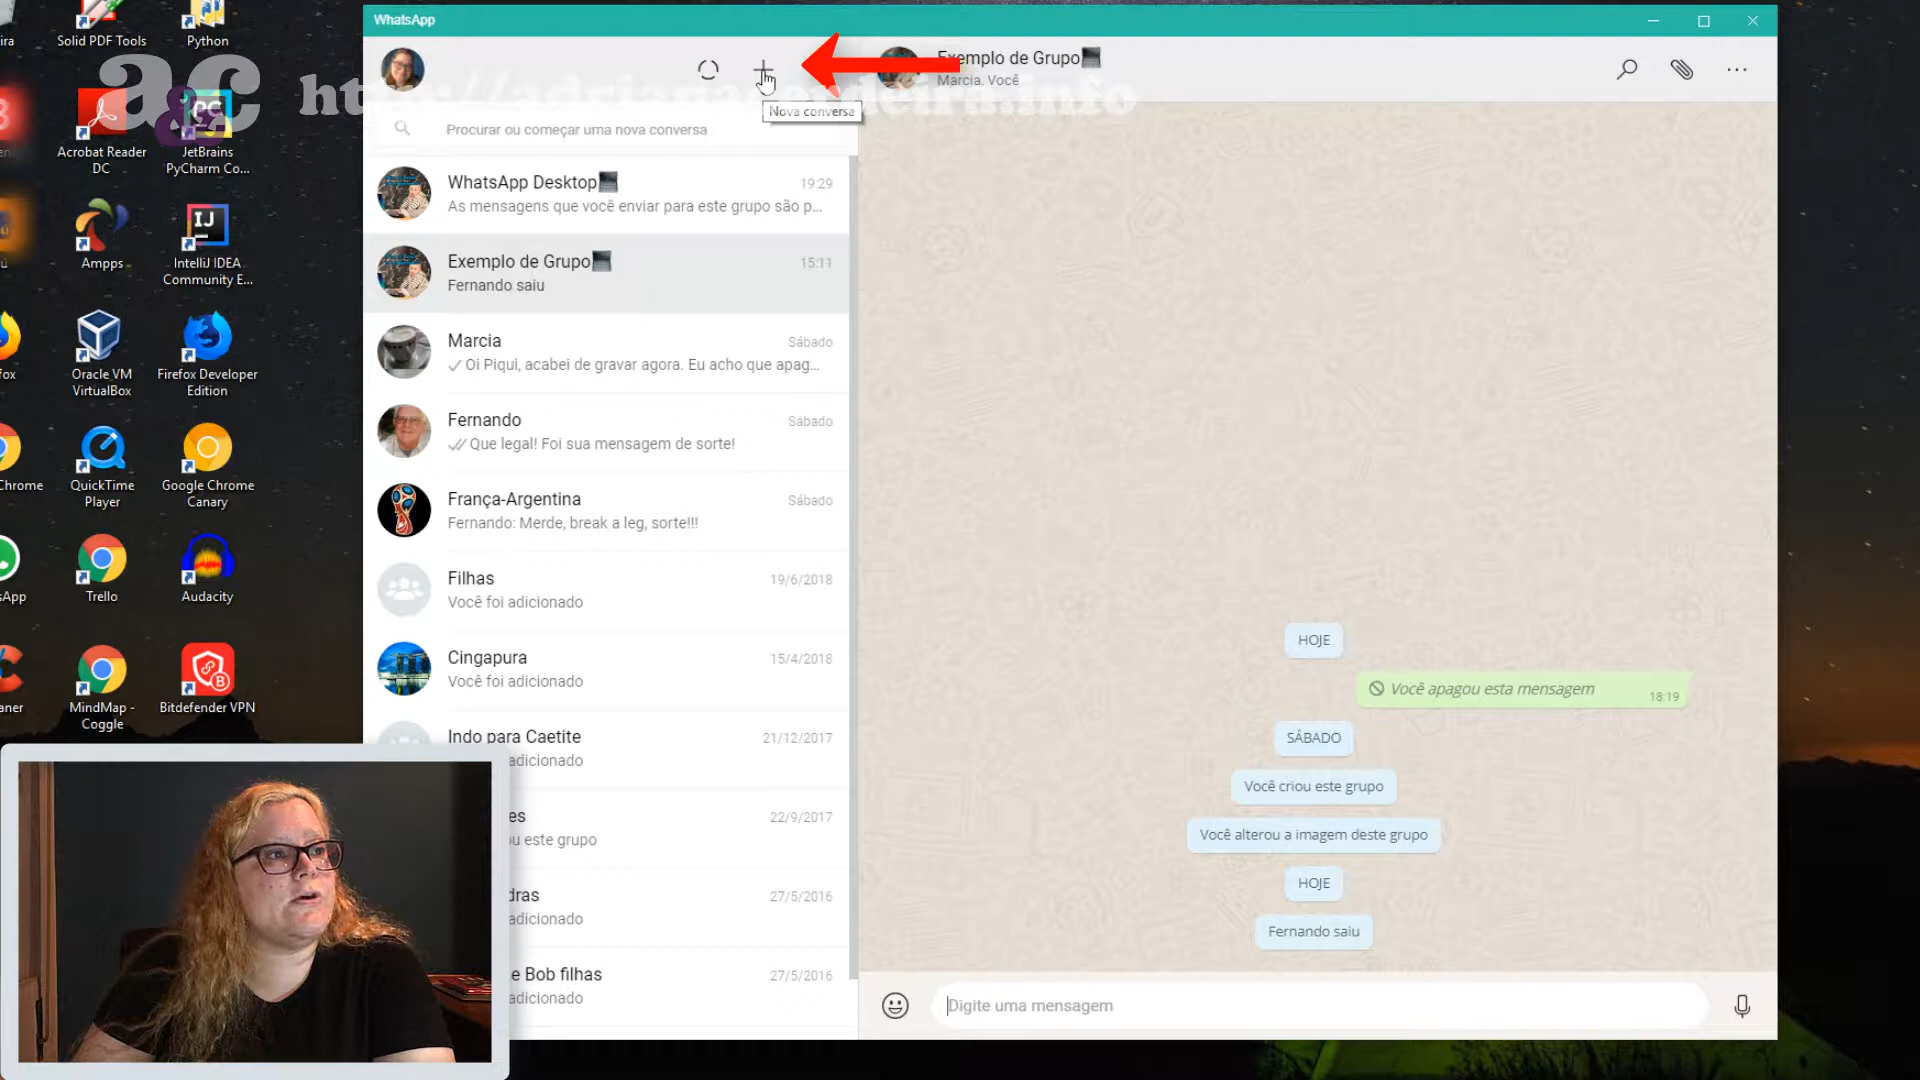 ira
Solid PDF Tools
Python
WhatsApp
a&c
Exemplo de Grupo
Marcia, Você
Nova conversa
Procurar ou começar uma nova conversa
Acrobat Reader
DC
JetBrains
PyCharm Co...
WhatsApp Desktop
19:29
As mensagens que você enviar para este grupo são p...
Ampps
IntelliJ IDEA
Community E...
Exemplo de Grupo
15:11
Fernando saiu
Marcia
Sábado
Oi Piqui, acabei de gravar agora. Eu acho que apag...
fox
Oracle VM
VirtualBox
Firefox Developer
Edition
Fernando
Sábado
Que legal! Foi sua mensagem de sorte!
Chrome
QuickTime
Player
Google Chrome
Canary
França-Argentina
Sábado
Fernando: Merde, break a leg, sorte!!!
Filhas
19/6/2018
Você foi adicionado
sApp
Trello
Audacity
Cingapura
15/4/2018
Você foi adicionado
aner
MindMap -
Coggle
Bitdefender VPN
Indo para Caetite
21/12/2017
adicionado
es
22/9/2017
ou este grupo
dras
27/5/2016
adicionado
e Bob filhas
27/5/2016
adicionado
HOJE
Você apagou esta mensagem
18:19
SÁBADO
Você criou este grupo
Você alterou a imagem deste grupo
HOJE
Fernando saiu
Digite uma mensagem